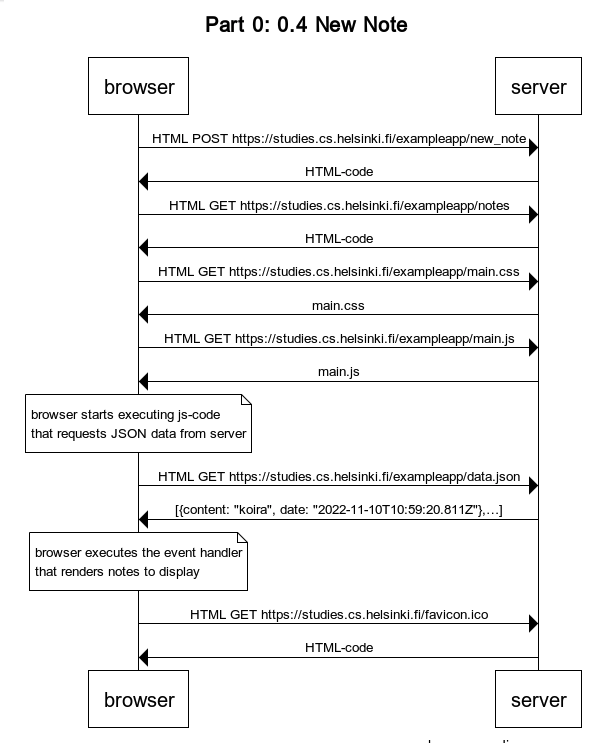 Part 0: 0.4 New Note
browser
server
HTML POST https://studies.cs.helsinki.fi/exampleapp/new_note
HTML-code
HTML GET https://studies.cs.helsinki.fi/exampleapp/notes
HTML-code
HTML GET https://studies.cs.helsinki.fi/exampleapp/main.css
main.css
HTML GET https://studies.cs.helsinki.fi/exampleapp/main.js
main.js
browser starts executing js-code
that requests JSON data from server
HTML GET https://studies.cs.helsinki.fi/exampleapp/data.json
[{content: "koira", date: "2022-11-10T10:59:20.811Z"},...]
browser executes the event handler
that renders notes to display
HTML GET https://studies.cs.helsinki.fi/favicon.ico
HTML-code
browser
server